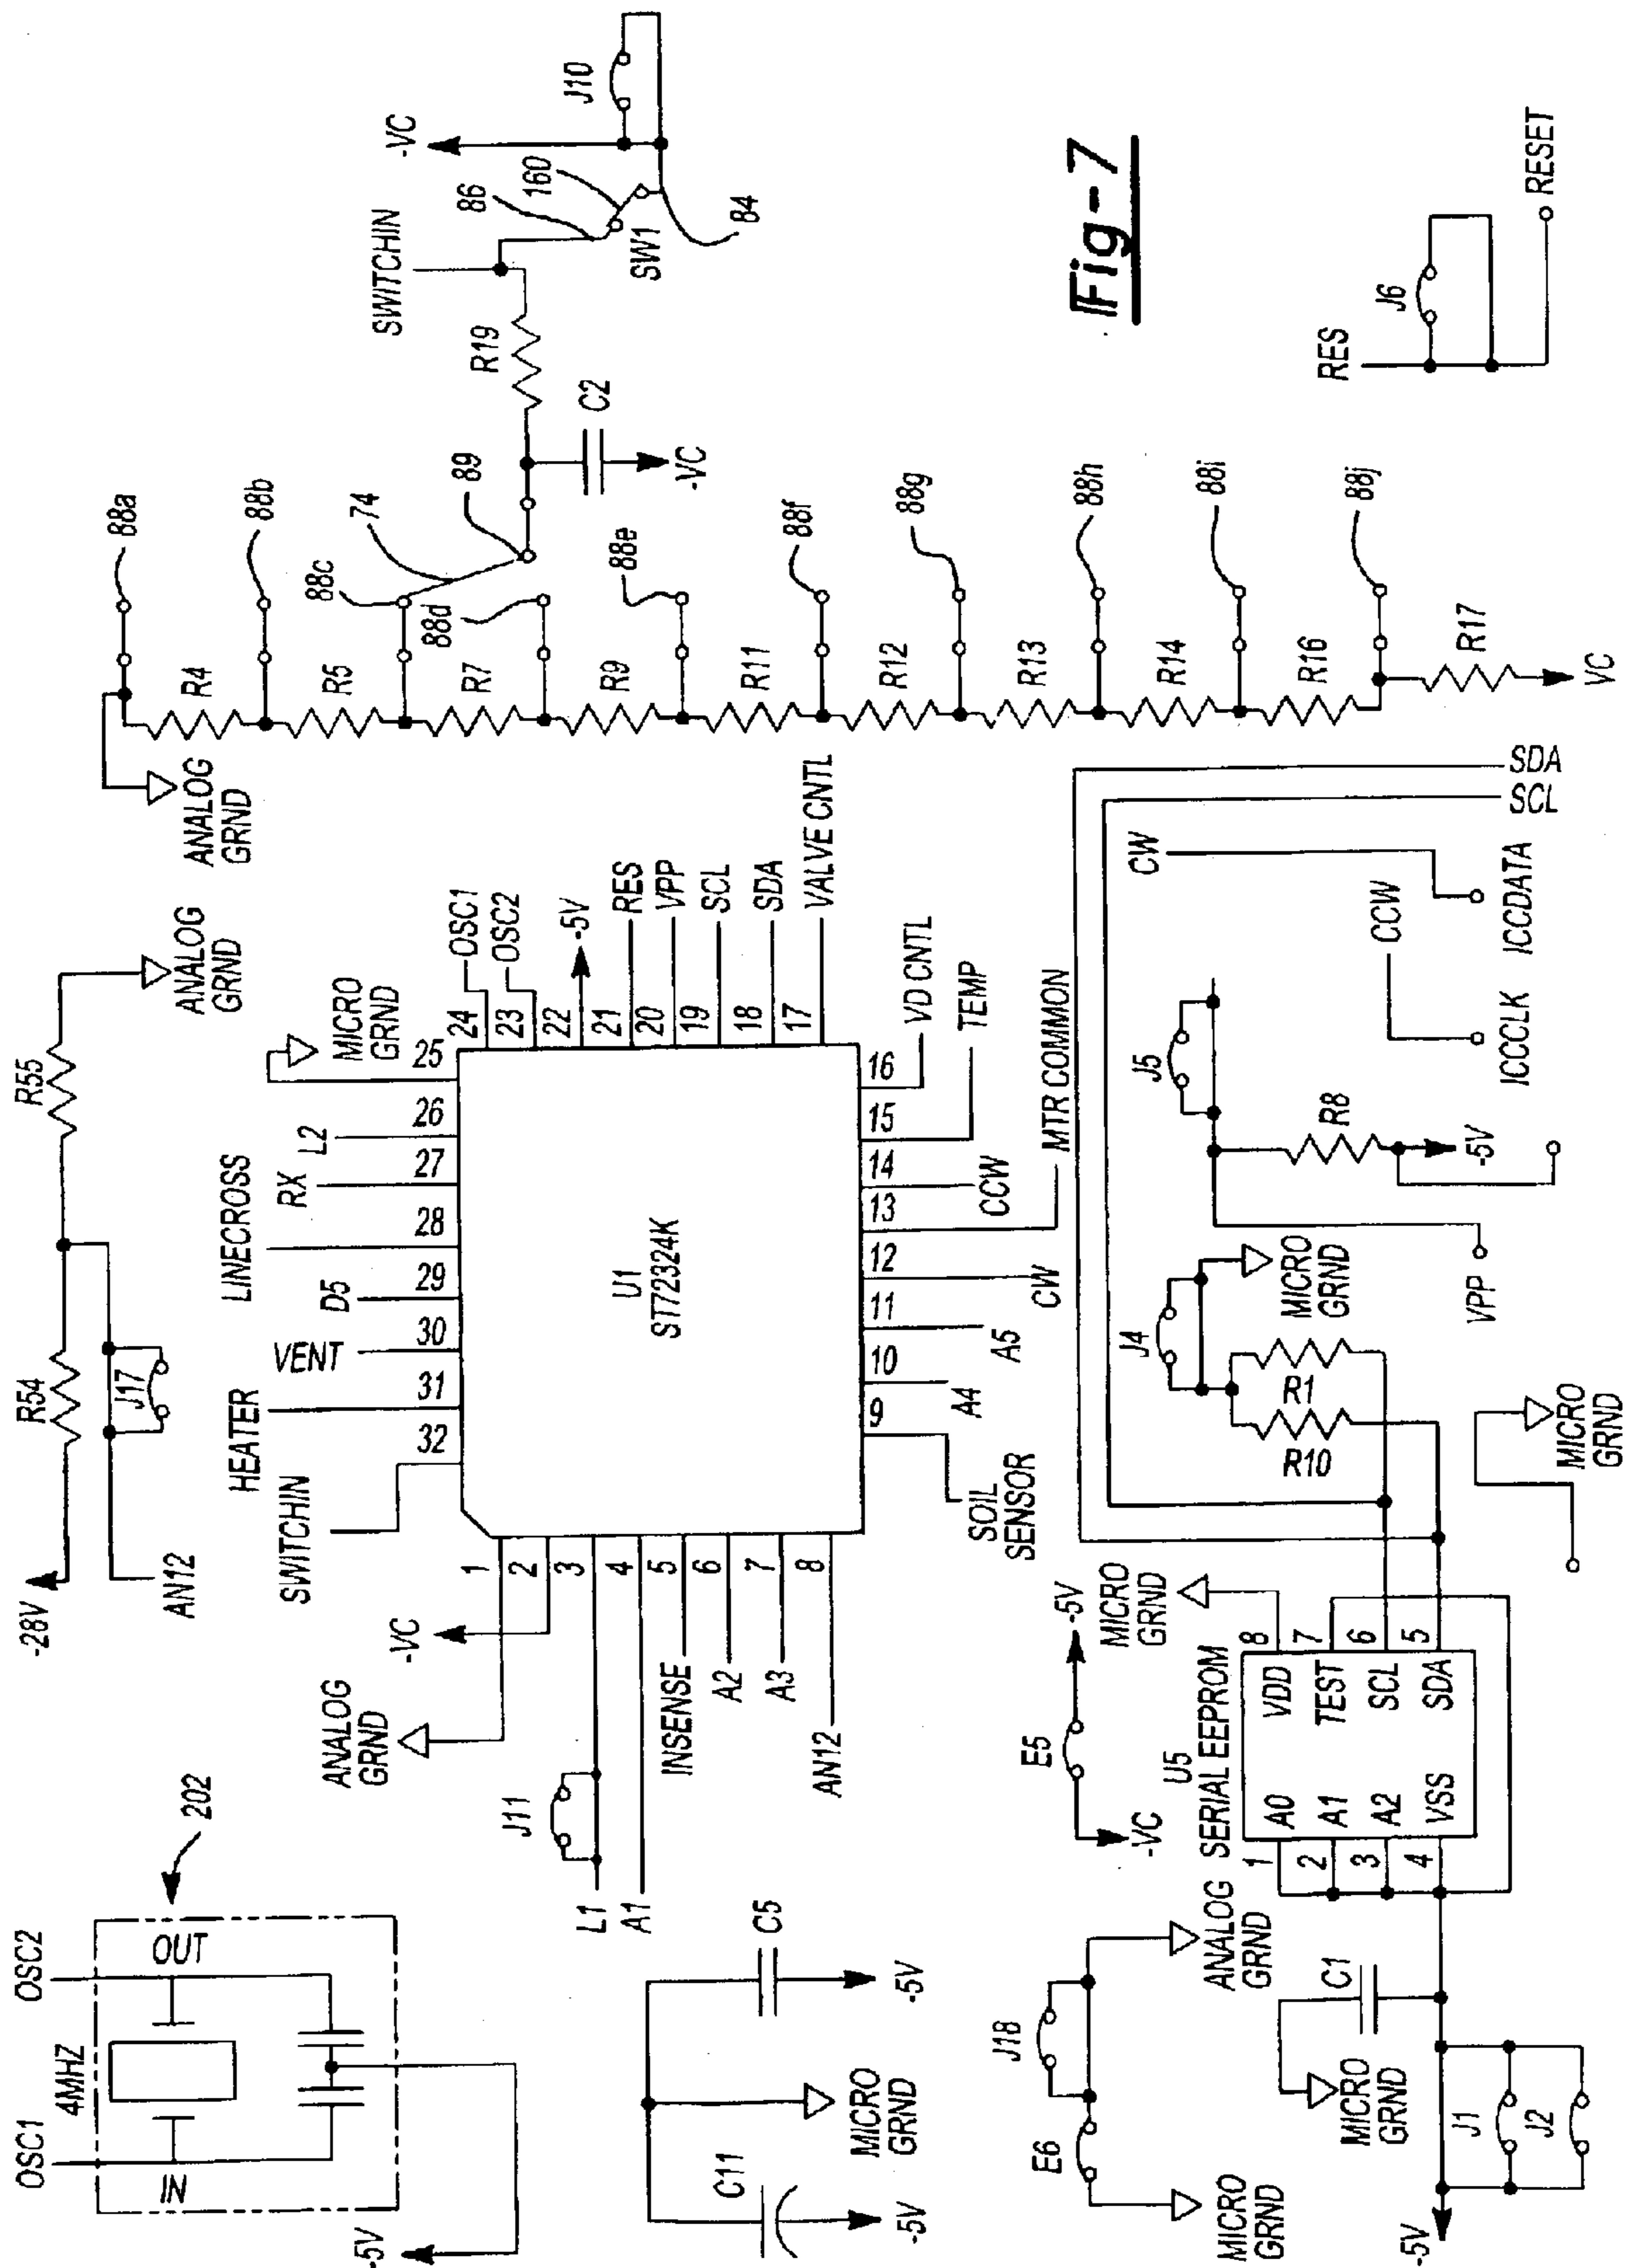 OSC1
OSC2
4MHZ
IN
OUT
202
-5V
-28V
R54
R55
J17
AN12
ANALOG
GRND
C11
C5
-5V
-5V
MICRO
GRND
SWITCHIN
HEATER
VENT
D5
LINECROSS
RX
L2
MICRO
GRND
32
31
30
29
28
27
26
25
ANALOG
GRND
-VC
J11
L1
A1
INSENSE
A2
A3
AN12
1
2
3
4
5
6
7
8
U1
ST72324K
24
23
22
21
20
19
18
17
OSC1
OSC2
-5V
RES
VPP
SCL
SDA
VALVE CNTL
9
10
11
12
13
14
15
16
SOIL
SENSOR
A4
A5
CW
MTR COMMON
CCW
TEMP
VD CNTL
ANALOG
GRND
R4
R5
R7
R9
R11
R12
R13
R14
R16
R17
VC
88a
88b
88c
88d
88e
88f
88g
88h
88i
88j
74
89
C2
-VC
R19
SWITCHIN
86
160
SW1
84
-VC
J10
E6
J18
MICRO
GRND
ANALOG
GRND
-VC
E5
-5V
U5
SERIAL EEPROM
1
2
3
4
A0
A1
A2
VSS
VDD
TEST
SCL
SDA
8
7
6
5
MICRO
GRND
C1
MICRO
GRND
J1
J2
-5V
J4
MICRO
GRND
R1
R10
MICRO
GRND
J5
R8
-5V
VPP
CCW
CW
ICCCLK
ICCDATA
SCL
SDA
RES
J6
RESET
Fig-7